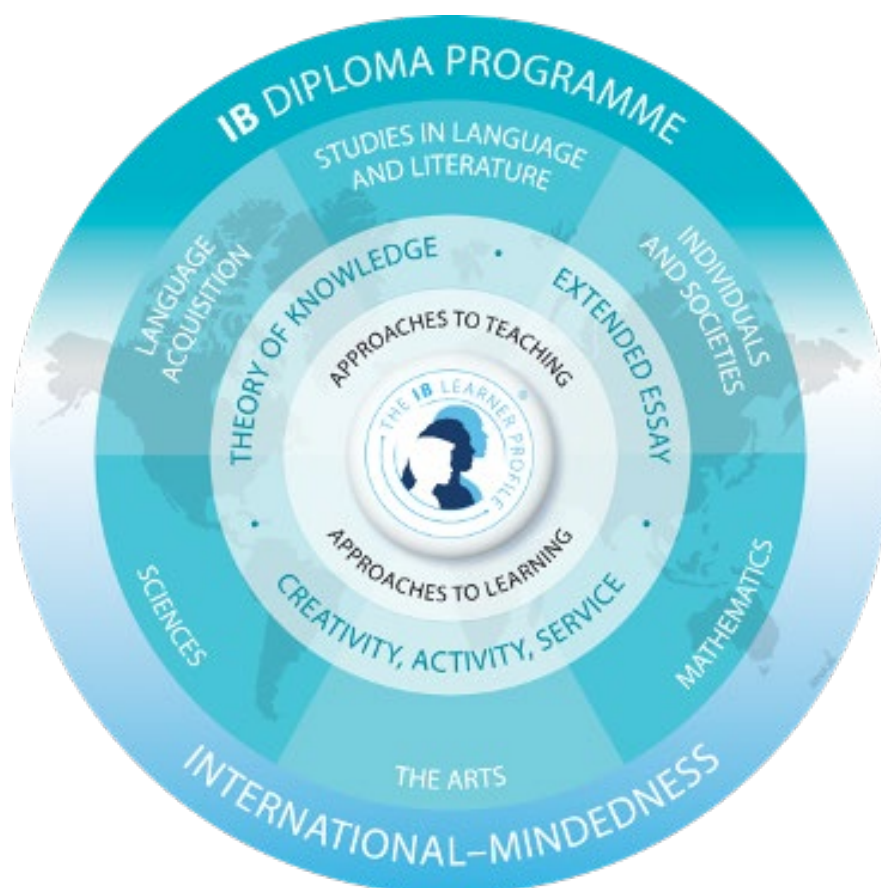 IB DIPLOMA PROGRAMME
STUDIES IN LANGUAGE
AND LITERATURE
LANGUAGE
ACQUISITION
INDIVIDUALS
AND SOCIETIES
THEORY OF KNOWLEDGE
•
EXTENDED ESSAY
•
APPROACHES TO TEACHING
THE IB LEARNER PROFILE
®
APPROACHES TO LEARNING
•
CREATIVITY, ACTIVITY, SERVICE
SCIENCES
MATHEMATICS
THE ARTS
INTERNATIONAL–MINDEDNESS